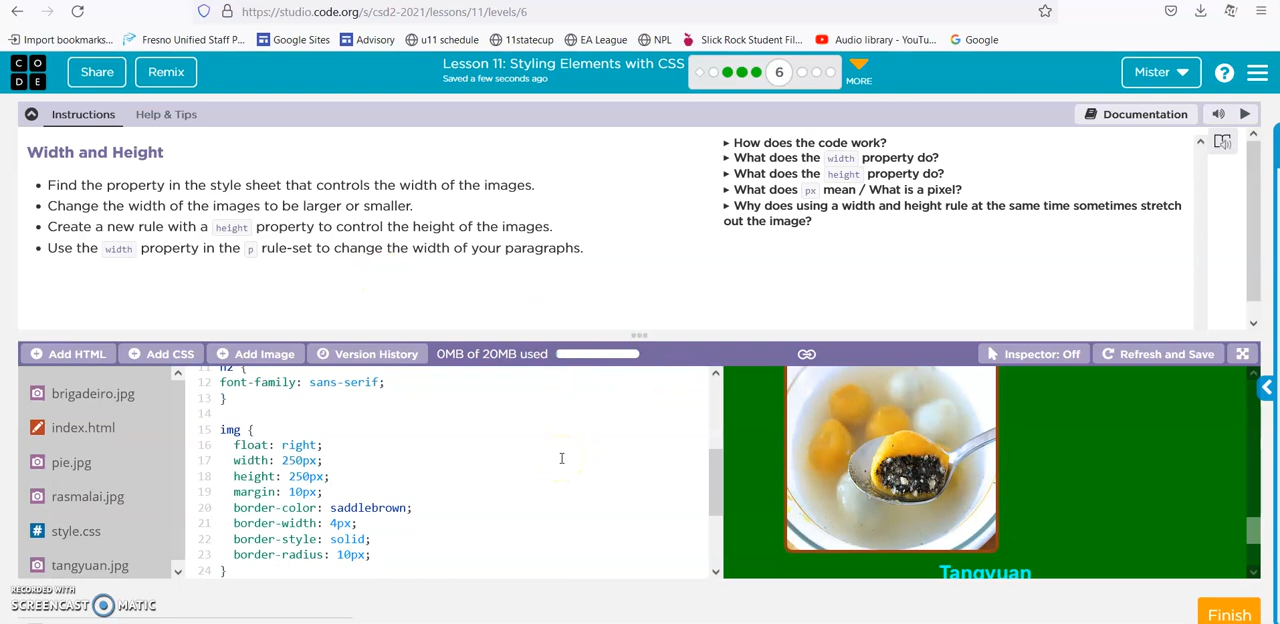 https://studio.code.org/s/csd2-2021/lessons/11/levels/6
Import bookmarks... Fresno Unified Staff P... Google Sites Advisory u11 schedule 11statecup EA League NPL Slick Rock Student Fil... Audio library - YouTu... Google
C O D E
Share
Remix
Lesson 11: Styling Elements with CSS
Saved a few seconds ago
6
MORE
Mister
?
Instructions
Help & Tips
Documentation
Width and Height
• Find the property in the style sheet that controls the width of the images.
• Change the width of the images to be larger or smaller.
• Create a new rule with a height property to control the height of the images.
• Use the width property in the p rule-set to change the width of your paragraphs.
▸ How does the code work?
▸ What does the width property do?
▸ What does the height property do?
▸ What does px mean / What is a pixel?
▸ Why does using a width and height rule at the same time sometimes stretch
out the image?
Add HTML Add CSS Add Image Version History 0MB of 20MB used Inspector: Off Refresh and Save
brigadeiro.jpg
index.html
pie.jpg
rasmalai.jpg
style.css
tangyuan.jpg
11 h2 {
12 font-family: sans-serif;
13 }
14
15 img {
16 float: right;
17 width: 250px;
18 height: 250px;
19 margin: 10px;
20 border-color: saddlebrown;
21 border-width: 4px;
22 border-style: solid;
23 border-radius: 10px;
24 }
Tangyuan
RECORDED WITH
SCREENCAST MATIC
Finish